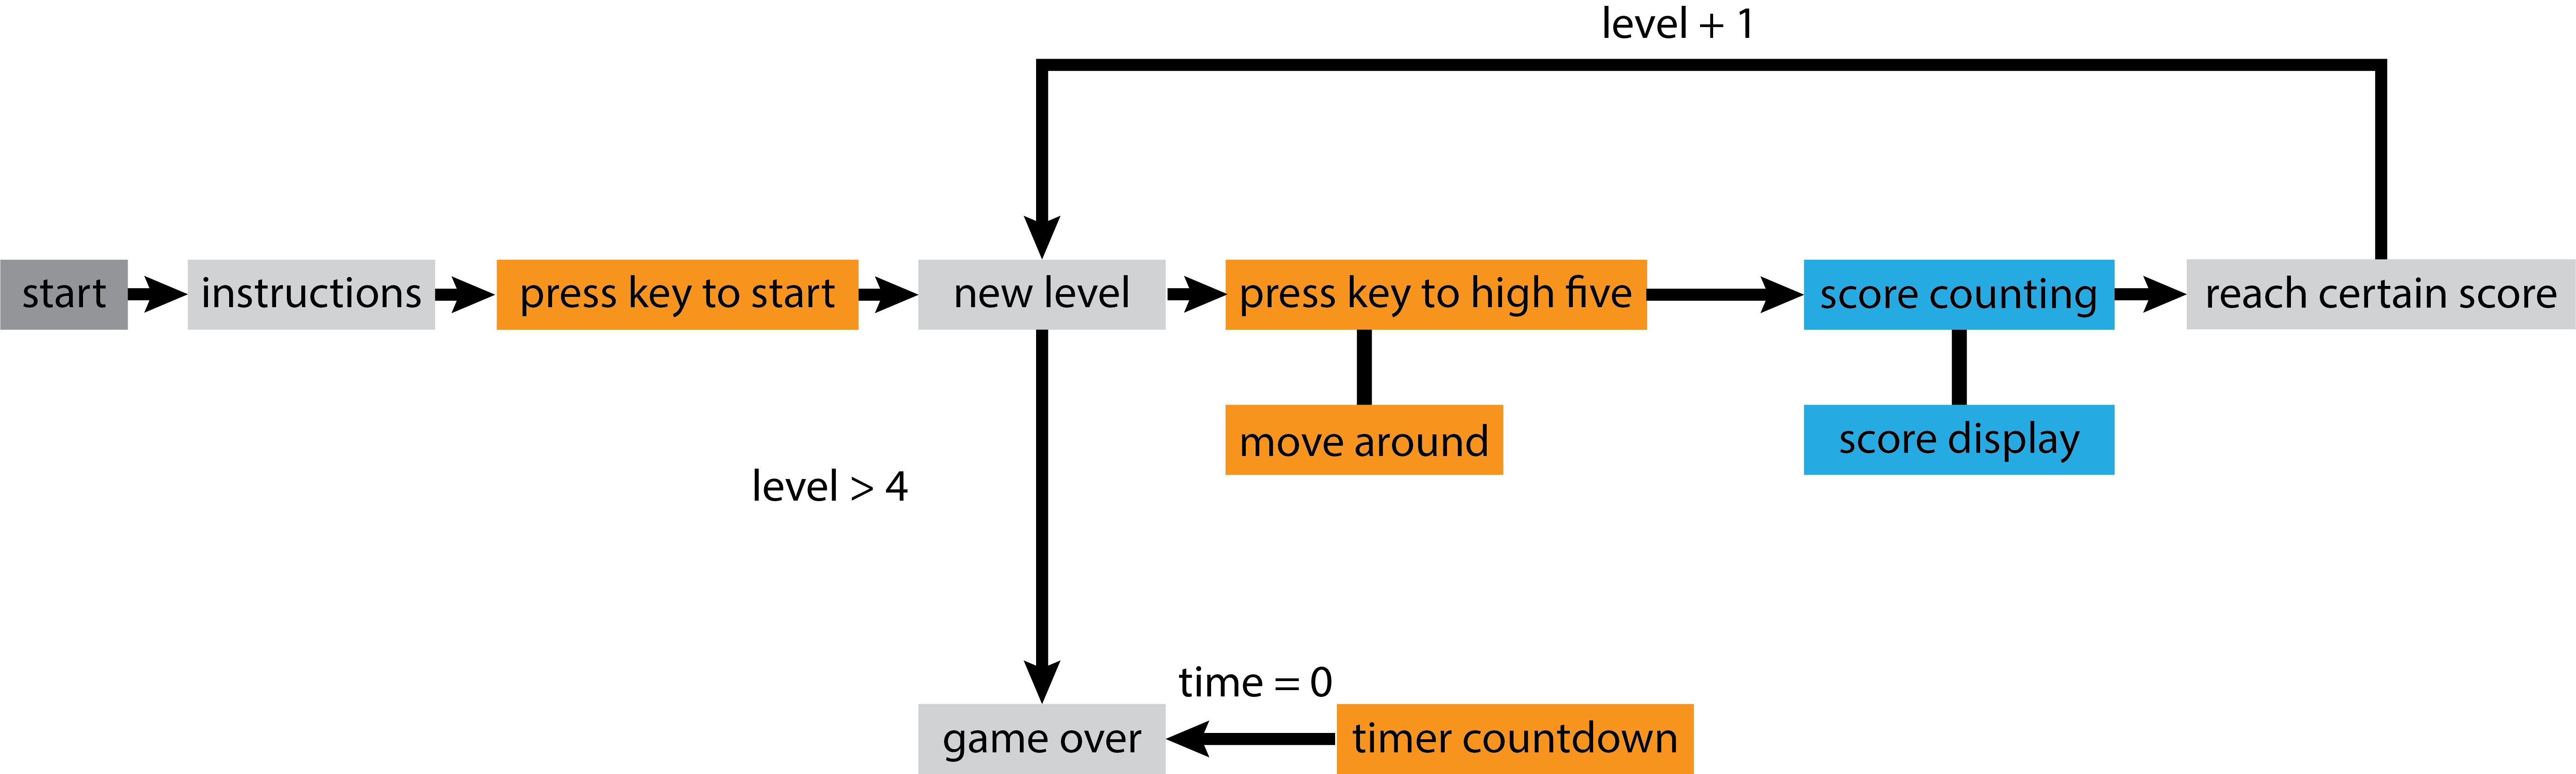 level + 1
start
instructions
press key to start
new level
press key to high five
score counting
reach certain score
move around
score display
level > 4
time = 0
game over
timer countdown